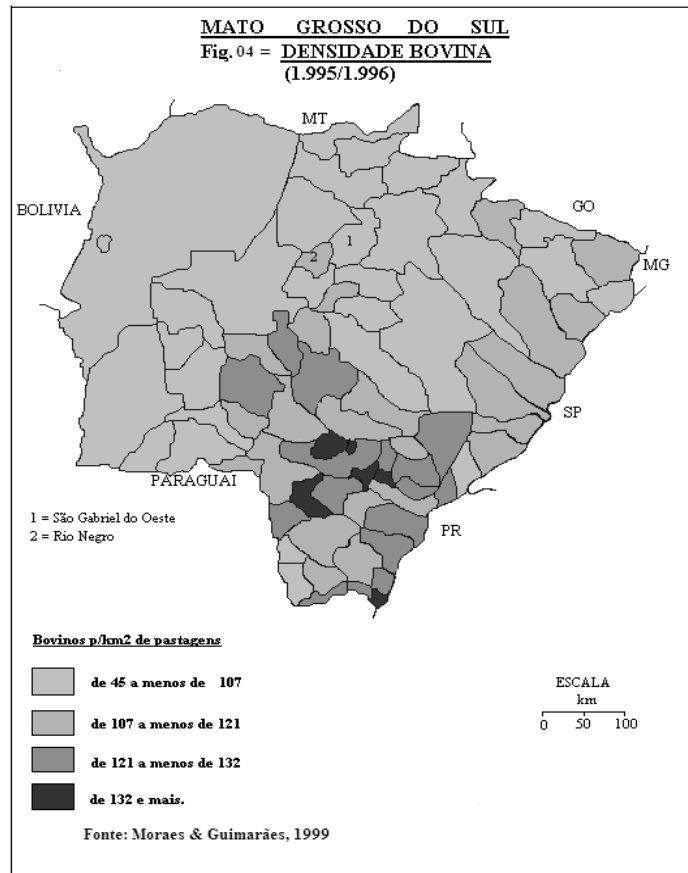 MATO GROSSO DO SUL
Fig. 04 = DENSIDADE BOVINA
(1.995/1.996)
MT
BOLIVIA
GO
1
2
MG
SP
PARAGUAI
1 = São Gabriel do Oeste
2 = Rio Negro
PR
Bovinos p/km2 de pastagens
de 45 a menos de 107
de 107 a menos de 121
de 121 a menos de 132
de 132 e mais.
ESCALA
km
0 50 100
Fonte: Moraes & Guimarães, 1999